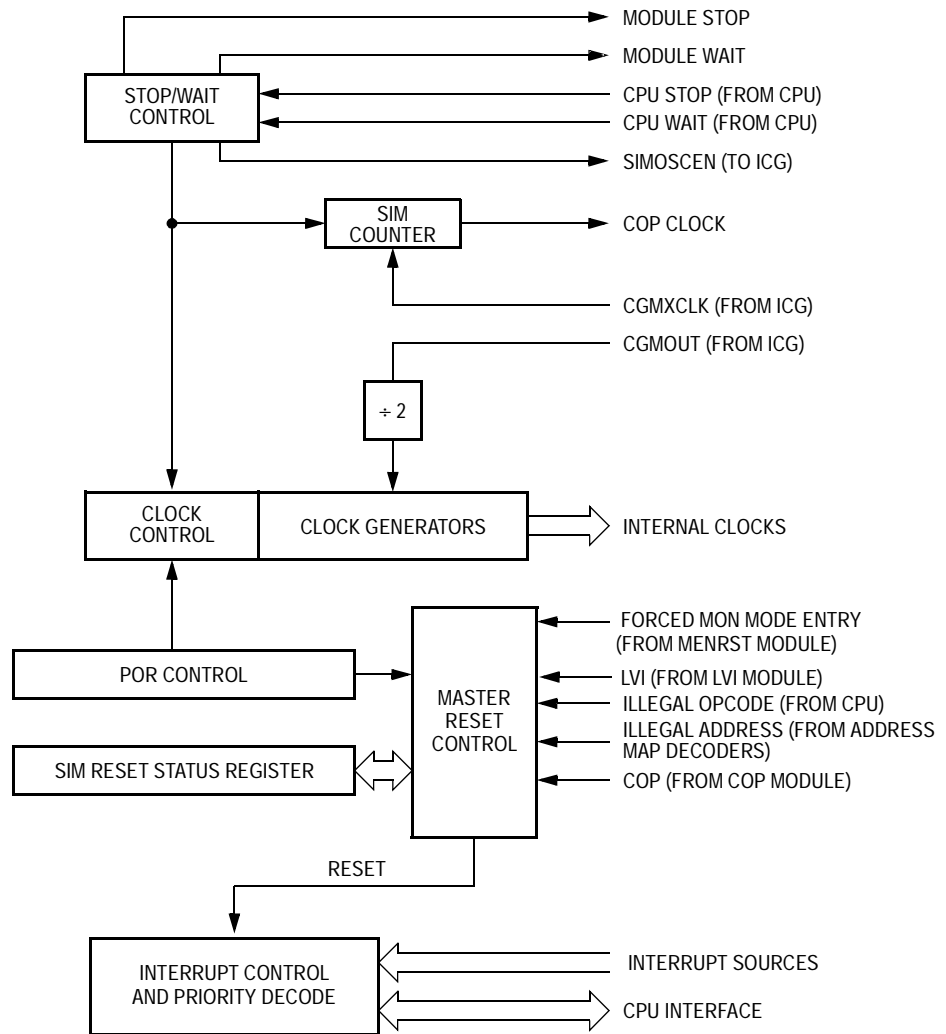 MODULE STOP
MODULE WAIT
STOP/WAIT
CONTROL
CPU STOP (FROM CPU)
CPU WAIT (FROM CPU)
SIMOSCEN (TO ICG)
SIM
COUNTER
COP CLOCK
CGMXCLK (FROM ICG)
CGMOUT (FROM ICG)
÷ 2
CLOCK
CONTROL
CLOCK GENERATORS
INTERNAL CLOCKS
FORCED MON MODE ENTRY
(FROM MENRST MODULE)
POR CONTROL
LVI (FROM LVI MODULE)
MASTER
RESET
CONTROL
ILLEGAL OPCODE (FROM CPU)
ILLEGAL ADDRESS (FROM ADDRESS
MAP DECODERS)
SIM RESET STATUS REGISTER
COP (FROM COP MODULE)
RESET
INTERRUPT CONTROL
AND PRIORITY DECODE
INTERRUPT SOURCES
CPU INTERFACE